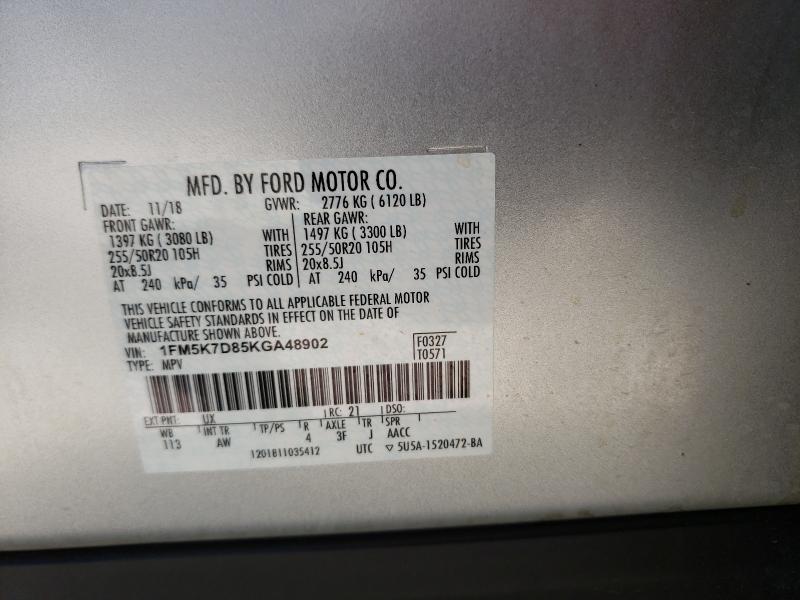 MFD. BY FORD MOTOR CO.
DATE: 11/18 GVWR: 2776 KG ( 6120 LB)
FRONT GAWR: REAR GAWR:
1397 KG ( 3080 LB) WITH 1497 KG ( 3300 LB) WITH
255/50R20 105H TIRES 255/50R20 105H TIRES
20x8.5J RIMS 20x8.5J RIMS
AT 240 kPa/ 35 PSI COLD AT 240 kPa/ 35 PSI COLD
THIS VEHICLE CONFORMS TO ALL APPLICABLE FEDERAL MOTOR
VEHICLE SAFETY STANDARDS IN EFFECT ON THE DATE OF
MANUFACTURE SHOWN ABOVE.
VIN: 1FM5K7D85KGA48902 F0327
TYPE: MPV T0571
EXT PNT: UX RC: 21 DSO:
WB INT TR TP/PS R AXLE TR SPR
113 AW 4 3F J AACC
1201811035412 UTC ▽ 5U5A-1520472-BA